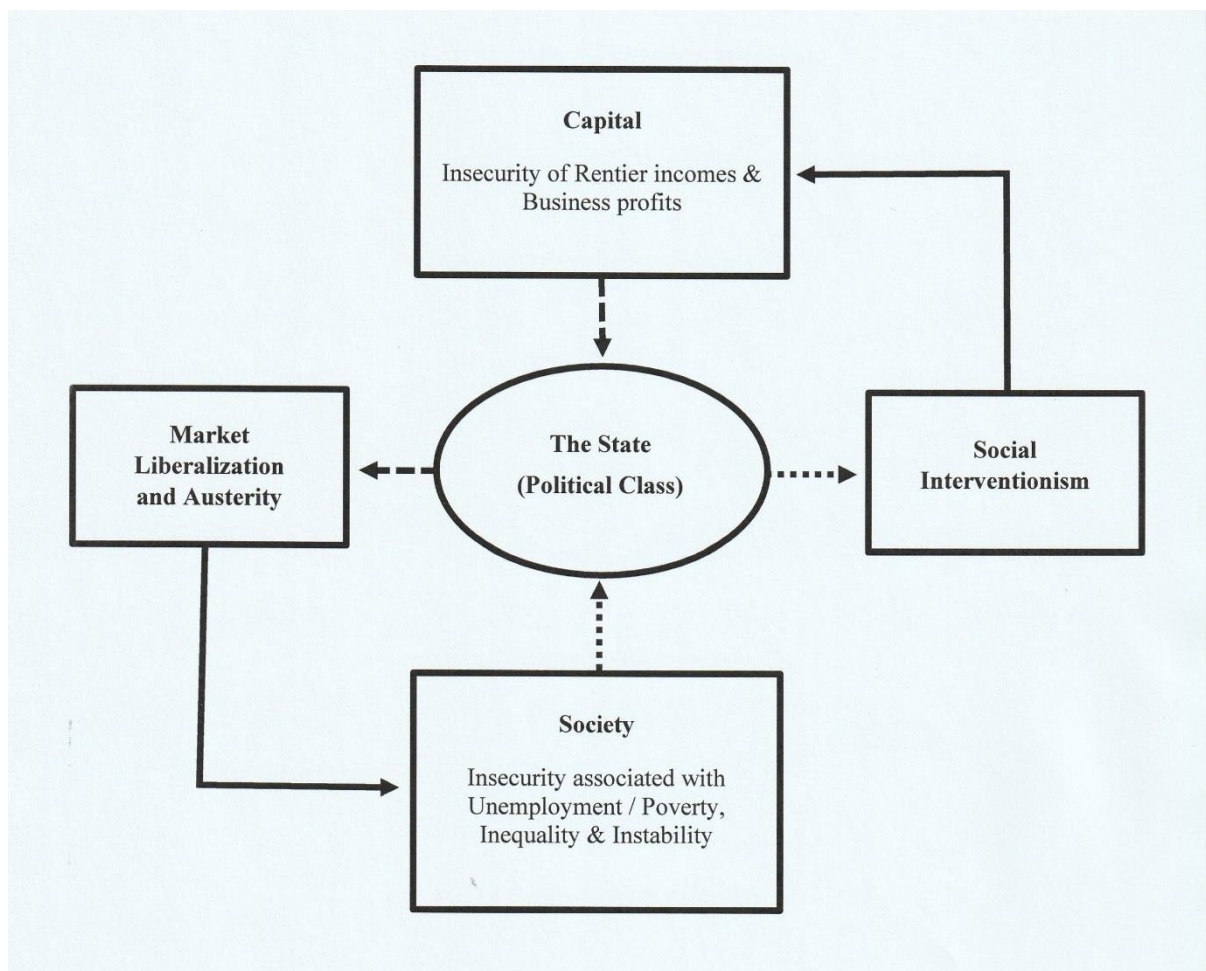 Capital
Insecurity of Rentier incomes &
Business profits
Market
Liberalization
and Austerity
The State
(Political Class)
Social
Interventionism
Society
Insecurity associated with
Unemployment / Poverty,
Inequality & Instability